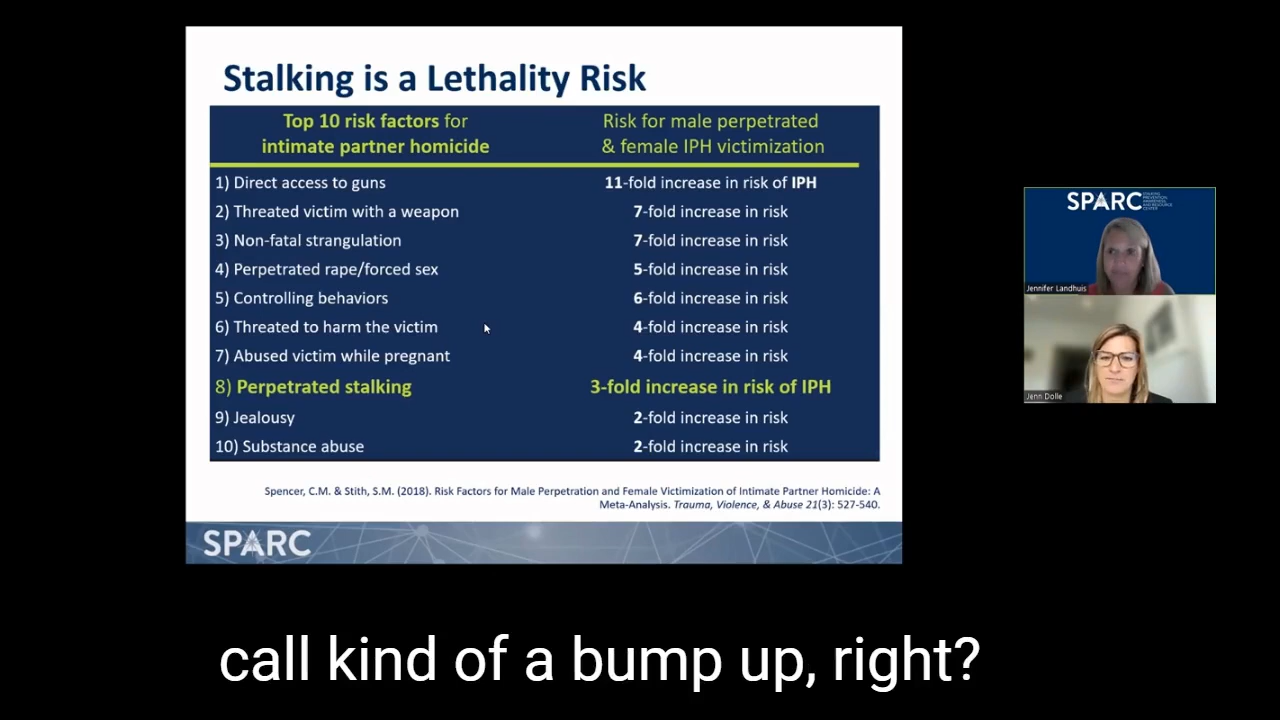 Stalking is a Lethality Risk
Top 10 risk factors for
intimate partner homicide
Risk for male perpetrated
& female IPH victimization
1) Direct access to guns 11-fold increase in risk of IPH
2) Threated victim with a weapon 7-fold increase in risk
3) Non-fatal strangulation 7-fold increase in risk
4) Perpetrated rape/forced sex 5-fold increase in risk
5) Controlling behaviors 6-fold increase in risk
6) Threated to harm the victim 4-fold increase in risk
7) Abused victim while pregnant 4-fold increase in risk
8) Perpetrated stalking 3-fold increase in risk of IPH
9) Jealousy 2-fold increase in risk
10) Substance abuse 2-fold increase in risk
Spencer, C.M. & Stith, S.M. (2018). Risk Factors for Male Perpetration and Female Victimization of Intimate Partner Homicide: A
Meta-Analysis. Trauma, Violence, & Abuse 21(3): 527-540.
SPARC
SPARC
Jennifer Landhuis
Jenn Dolle
call kind of a bump up, right?